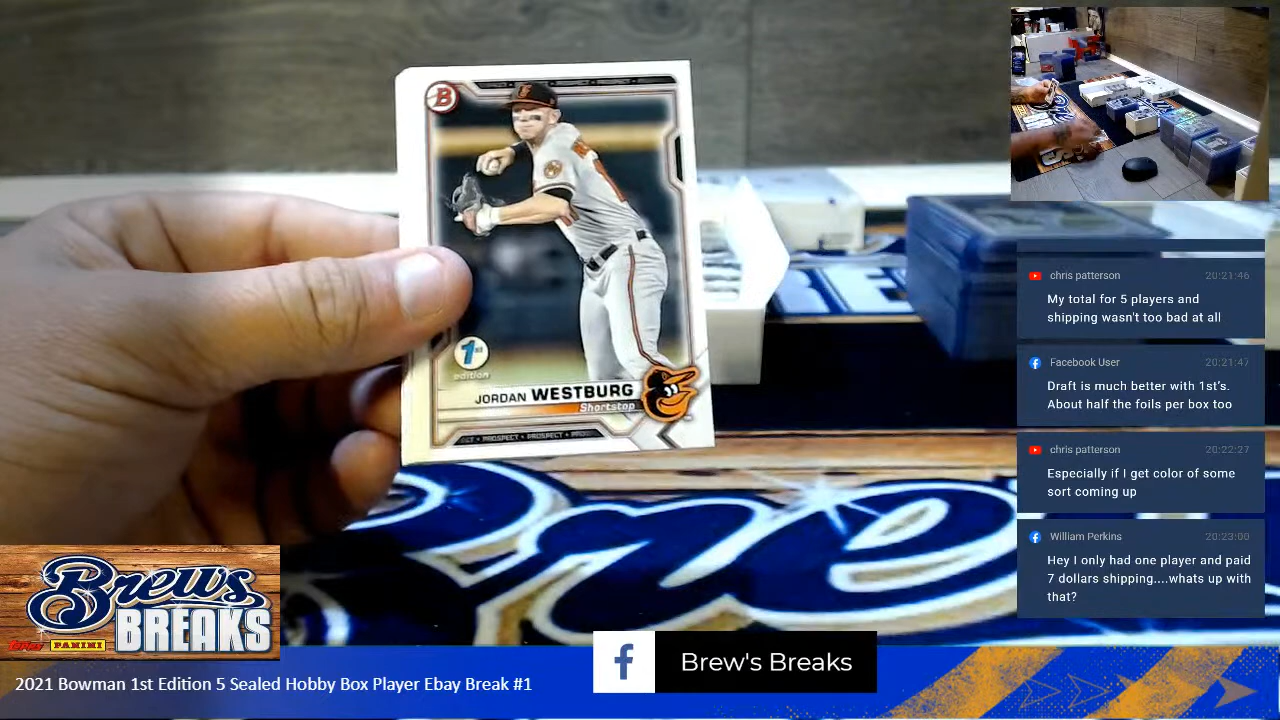 B
1st
edition
JORDAN WESTBURG
Shortstop
PROSPECT • PROSPECT
chris patterson 20:21:46
My total for 5 players and
shipping wasn't too bad at all
Facebook User 20:21:47
Draft is much better with 1st's.
About half the foils per box too
chris patterson 20:22:27
Especially if I get color of some
sort coming up
William Perkins 20:23:00
Hey I only had one player and paid
7 dollars shipping....whats up with
that?
Brews
BREAKS
TOPPS PANINI
f Brew's Breaks
2021 Bowman 1st Edition 5 Sealed Hobby Box Player Ebay Break #1